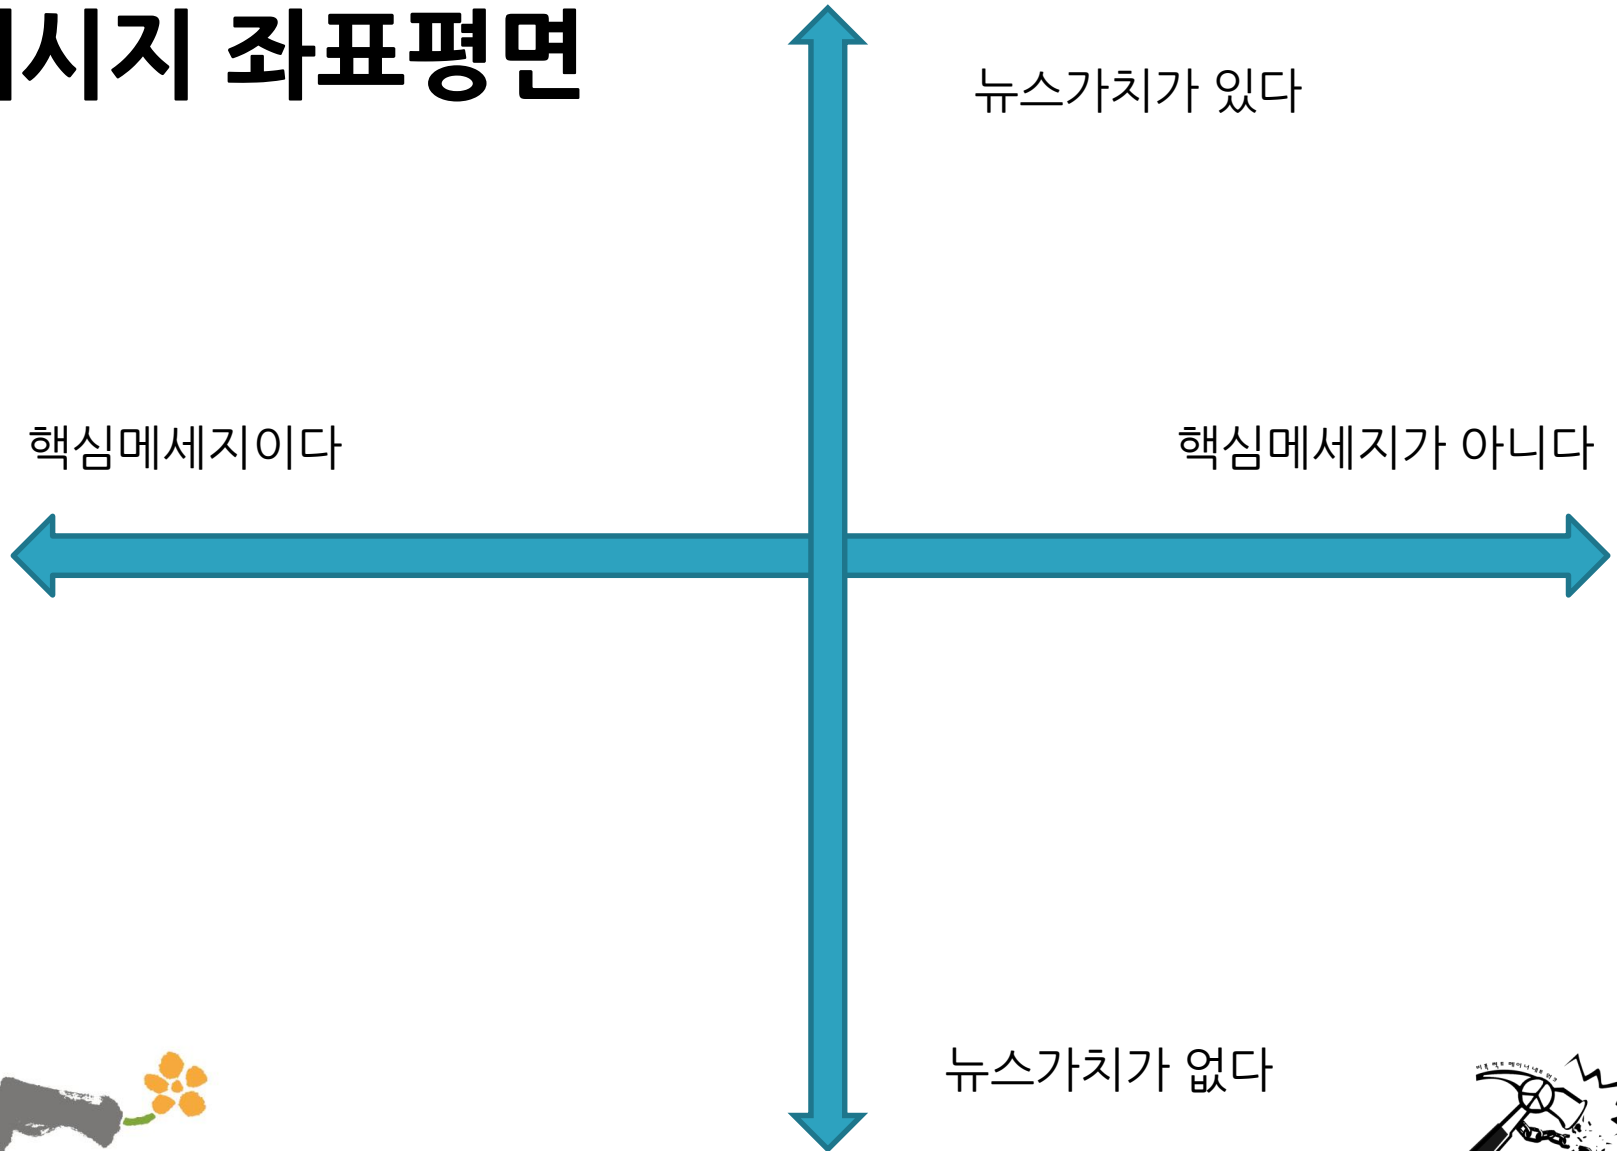 시지 좌표평면
뉴스가치가 있다
핵심메세지이다
핵심메세지가 아니다
뉴스가치가 없다